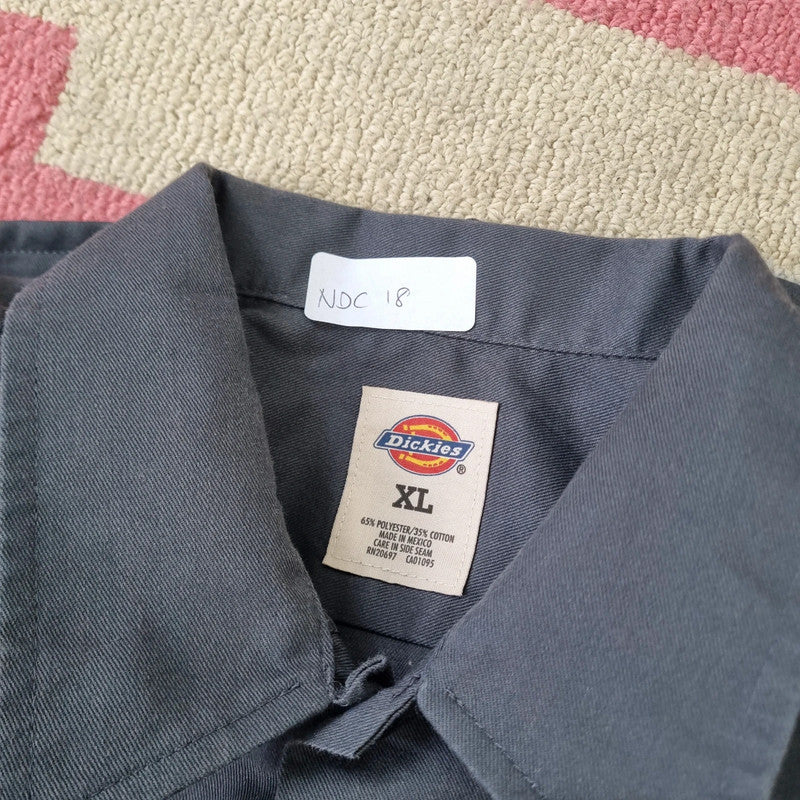 NDC 18
Dickies
®
XL
65% POLYESTER/35% COTTON
MADE IN MEXICO
CARE IN SIDE SEAM
RN20697 CA01095